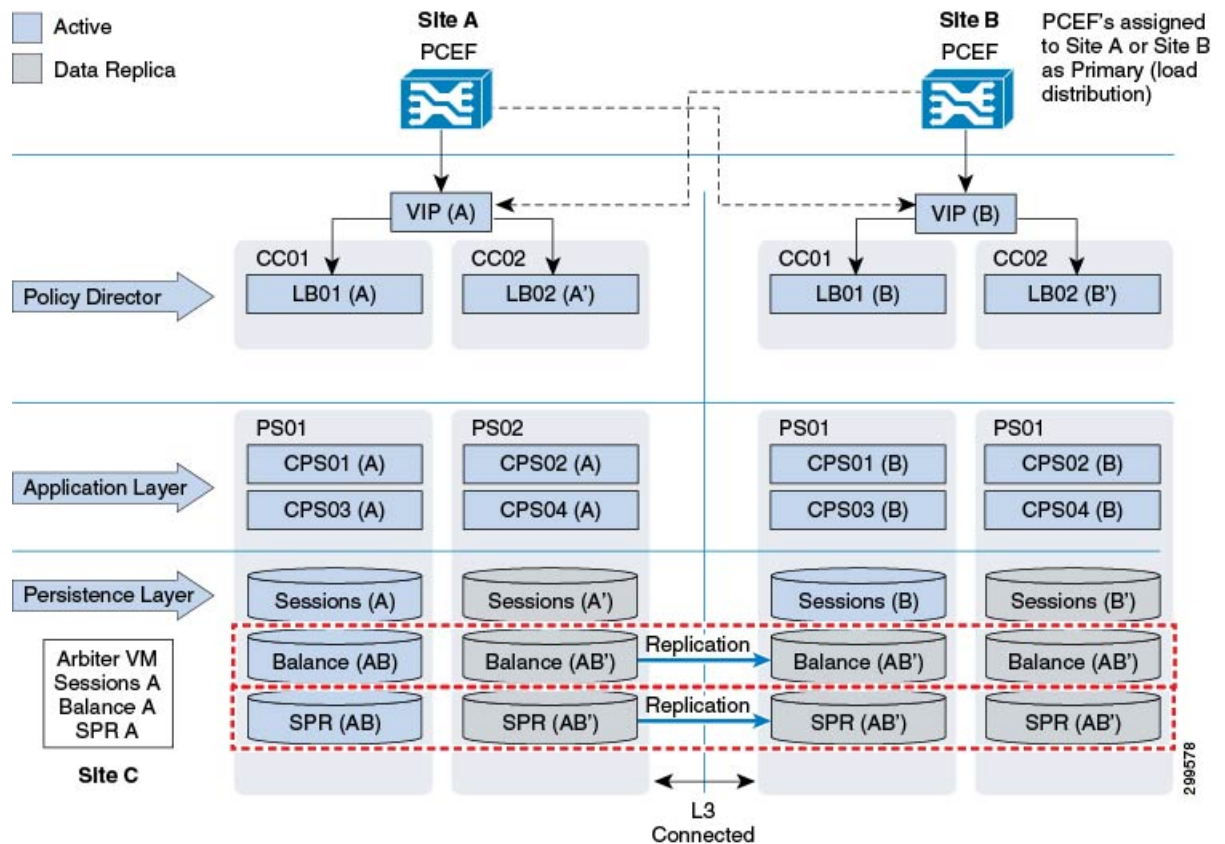 Active
Data Replica
Site A
PCEF
Site B
PCEF
PCEF's assigned
to Site A or Site B
as Primary (load
distribution)
VIP (A)
VIP (B)
Policy Director
CC01
LB01 (A)
CC02
LB02 (A')
CC01
LB01 (B)
CC02
LB02 (B')
Application Layer
PS01
CPS01 (A)
CPS03 (A)
PS02
CPS02 (A)
CPS04 (A)
PS01
CPS01 (B)
CPS03 (B)
PS01
CPS02 (B)
CPS04 (B)
Persistence Layer
Sessions (A)
Sessions (A')
Sessions (B)
Sessions (B')
Balance (AB)
Balance (AB')
Replication
Balance (AB')
Balance (AB')
SPR (AB)
SPR (AB')
Replication
SPR (AB')
SPR (AB')
Arbiter VM
Sessions A
Balance A
SPR A
Site C
L3
Connected
299578